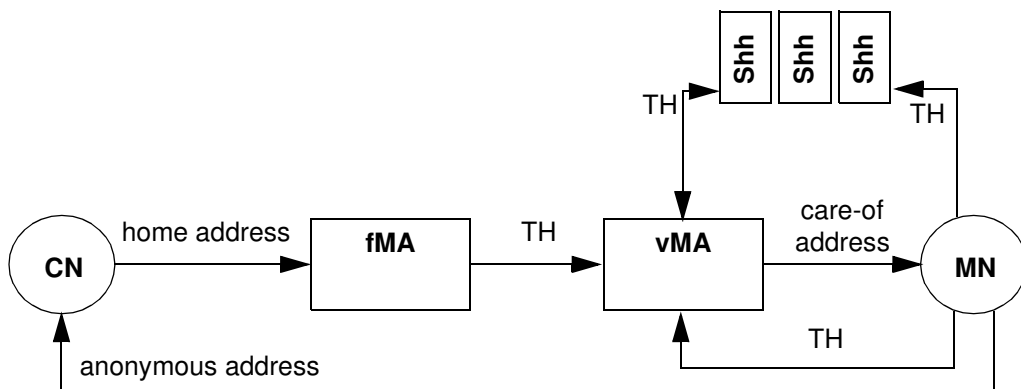 Shh
Shh
Shh
TH
TH
home address
fMA
TH
vMA
care-of
address
CN
MN
TH
anonymous address